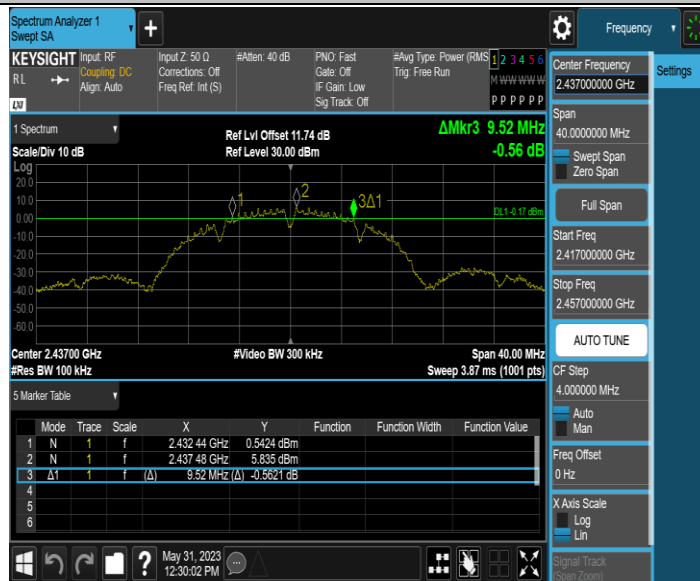 Spectrum Analyzer 1
Swept SA
+
Frequency
KEYSIGHT
RL
LXI
Input: RF
Coupling: DC
Align: Auto
Input Z: 50 Ω
Corrections: Off
Freq Ref: Int (S)
#Atten: 40 dB
PNO: Fast
Gate: Off
IF Gain: Low
Sig Track: Off
#Avg Type: Power (RMS
Trig: Free Run
1 2 3 4 5 6
M W W W W W
P P P P P P
1 Spectrum
Scale/Div 10 dB
Ref Lvl Offset 11.74 dB
Ref Level 30.00 dBm
ΔMkr3 9.52 MHz
-0.56 dB
Log
20.0
10.0
0.00
-10.0
-20.0
-30.0
-40.0
-50.0
-60.0
1
2
3Δ1
DL1 -0.17 dBm
Center 2.43700 GHz
#Video BW 300 kHz
Span 40.00 MHz
#Res BW 100 kHz
Sweep 3.87 ms (1001 pts)
5 Marker Table
Mode Trace Scale X Y Function Function Width Function Value
1 N 1 f 2.432 44 GHz 0.5424 dBm
2 N 1 f 2.437 48 GHz 5.835 dBm
3 Δ1 1 f (Δ) 9.52 MHz (Δ) -0.5621 dB
4
5
6
?
May 31, 2023
12:30:02 PM
Settings
Center Frequency
2.437000000 GHz
Span
40.0000000 MHz
Swept Span
Zero Span
Full Span
Start Freq
2.417000000 GHz
Stop Freq
2.457000000 GHz
AUTO TUNE
CF Step
4.000000 MHz
Auto
Man
Freq Offset
0 Hz
X Axis Scale
Log
Lin
Signal Track
(Span Zoom)